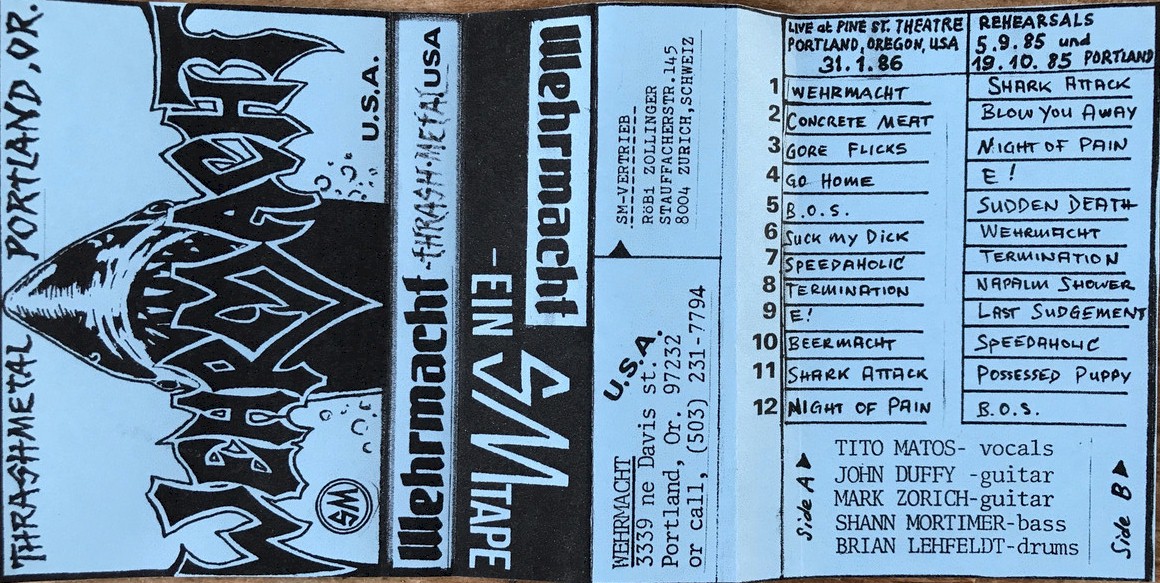 THRASHMETAL PORTLAND, OR.
WEHRMACHT
U.S.A.
WS
Wehrmacht -THRASH-METAL USA
Wehrmacht
-EIN S/M TAPE
SM-VERTRIEB
RöBi ZOLLINGER
STAUFFACHERSTR.145
8004 ZURICH,SCHWEIZ
U.S.A.
WEHRMACHT
3339 ne Davis st.
Portland, Or. 97232
or call, (503) 231-7794
LIVE at PINE ST. THEATRE
PORTLAND, OREGON, USA
31.1.86
1 WEHRMACHT
2 CONCRETE MEAT
3 GORE FLICKS
4 GO HOME
5 B.O.S.
6 SUCK MY DICK
7 SPEEDAHOLIC
8 TERMINATION
9 E!
10 BEERMACHT
11 SHARK ATTACK
12 NIGHT OF PAIN
REHEARSALS
5.9.85 und
19.10.85 PORTLAND
SHARK ATTACK
BLOW YOU AWAY
NIGHT OF PAIN
E!
SUDDEN DEATH
WEHRMACHT
TERMINATION
NAPALM SHOWER
LAST SUDGEMENT
SPEEDAHOLIC
POSSESSED PUPPY
B.O.S.
Side A
TITO MATOS- vocals
JOHN DUFFY -guitar
MARK ZORICH-guitar
SHANN MORTIMER-bass
BRIAN LEHFELDT-drums
Side B